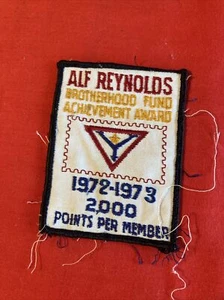 ALF REYNOLDS
BROTHERHOOD FUND
ACHIEVEMENT AWARD
1972-1973
2,000
POINTS PER MEMBER